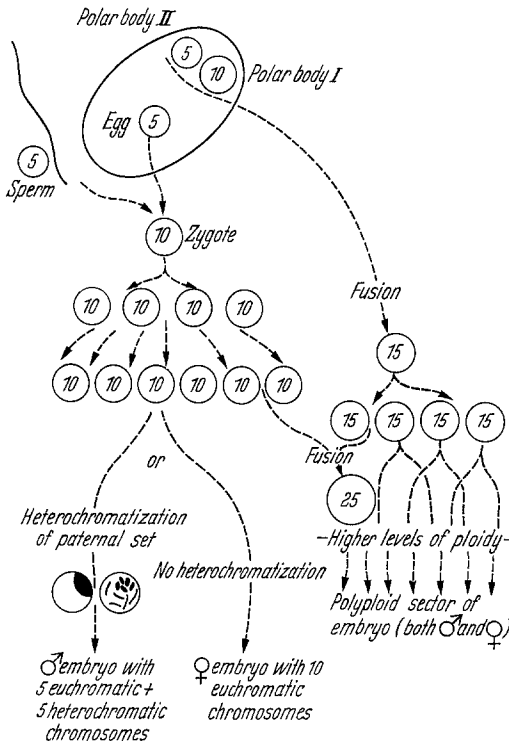 Polar body II
5
10
Polar body I
Egg
5
5
Sperm
10
Zygote
10 10 10 10
Fusion
15
10 10 10 10 10 10
15 15 15 15
or
Fusion
25
Heterochromatization
of paternal set
-Higher levels of ploidy-
No heterochromatization
Polyploid sector of
embryo (both ♂ and ♀)
♂ embryo with
5 euchromatic +
5 heterochromatic
chromosomes
♀ embryo with 10
euchromatic
chromosomes